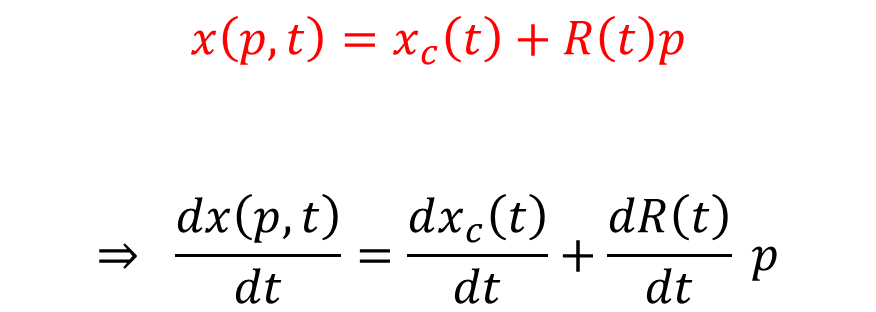 x(p, t) = x_c(t) + R(t)p
⇒ dx(p, t)/dt = dx_c(t)/dt + dR(t)/dt p